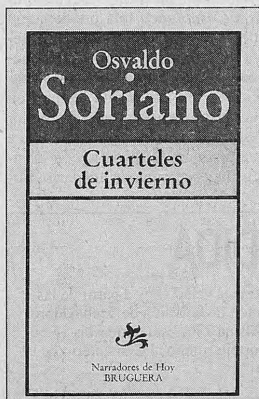 Osvaldo
Soriano
Cuarteles
de invierno
Narradores de Hoy
BRUGUERA